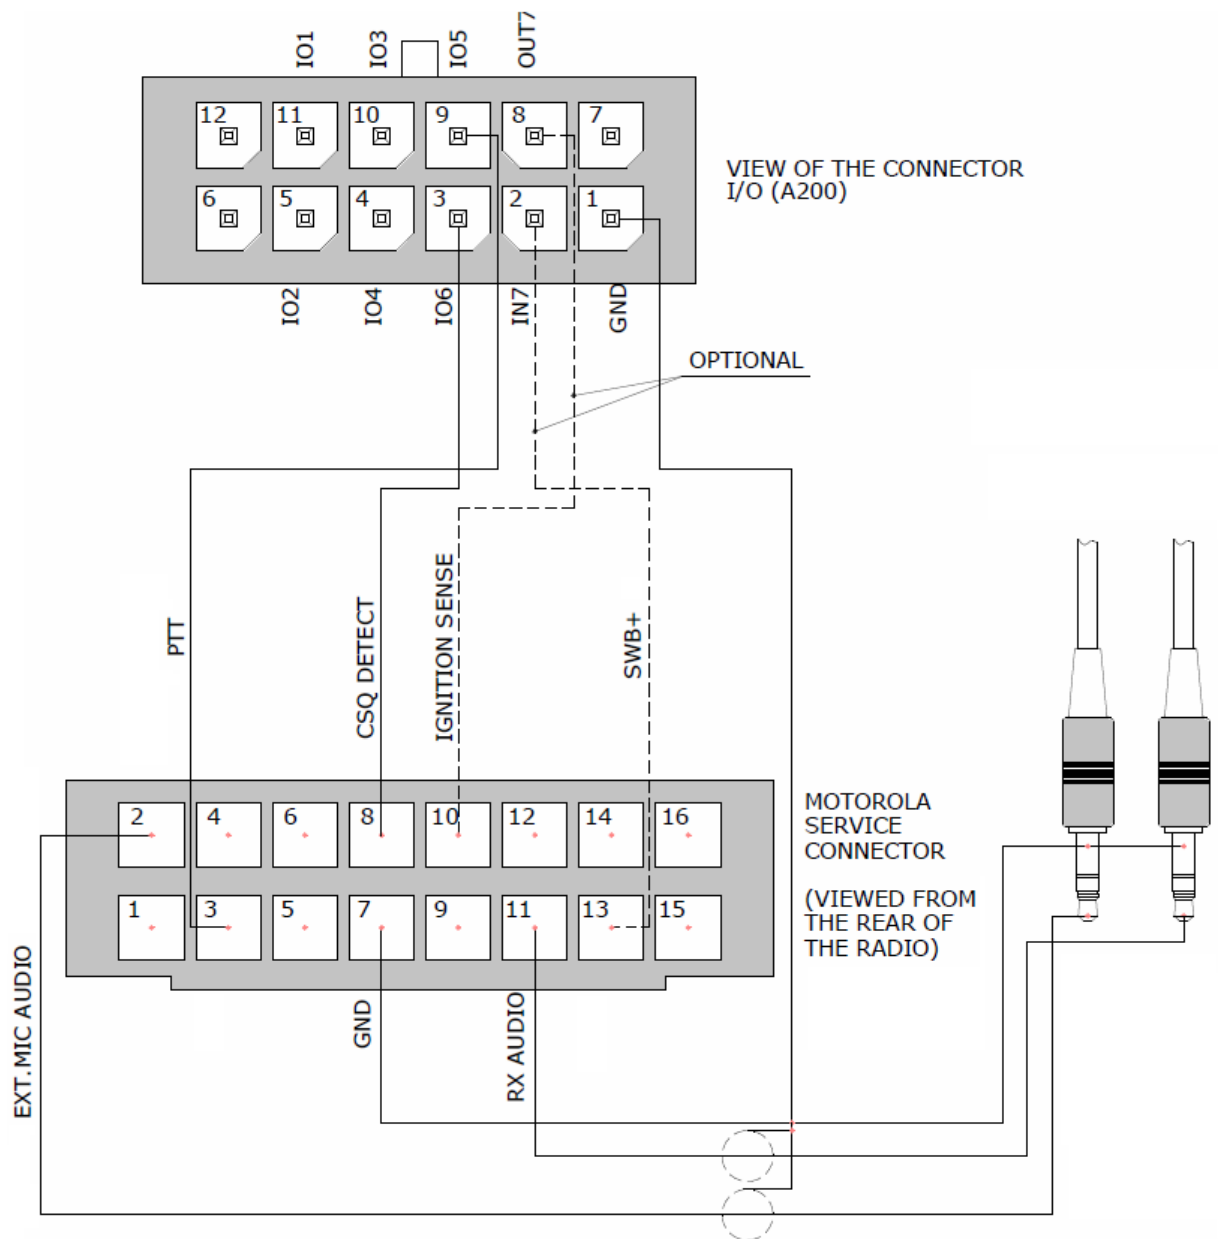 IO1
IO3
IO5
OUT7
12 11 10 9 8 7
VIEW OF THE CONNECTOR
I/O (A200)
6 5 4 3 2 1
IO2
IO4
IO6
IN7
GND
OPTIONAL
PTT
CSQ DETECT
IGNITION SENSE
SWB+
2 4 6 8 10 12 14 16
MOTOROLA
SERVICE
CONNECTOR
(VIEWED FROM
THE REAR OF
THE RADIO)
1 3 5 7 9 11 13 15
EXT.MIC AUDIO
GND
RX AUDIO